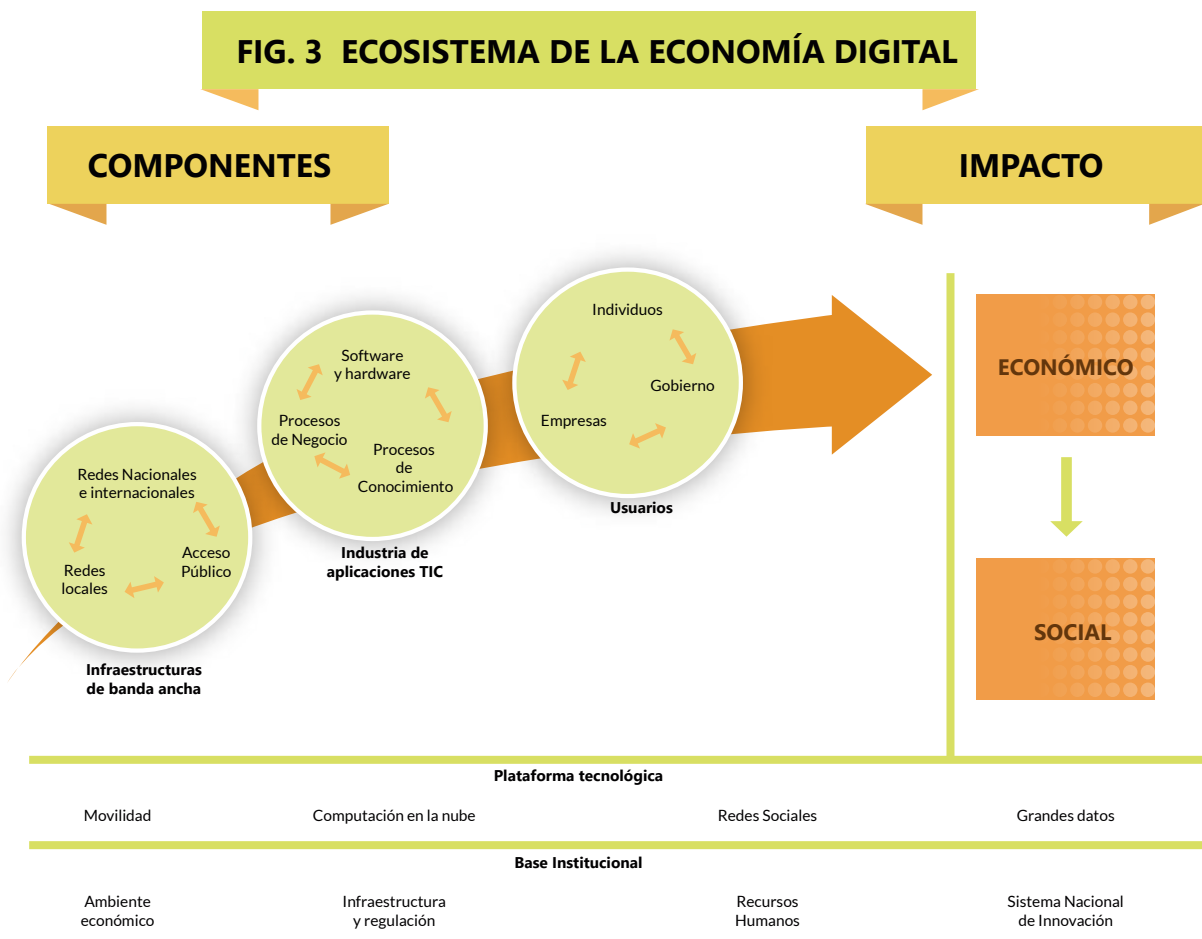 FIG. 3 ECOSISTEMA DE LA ECONOMÍA DIGITAL
COMPONENTES
IMPACTO
Redes Nacionales
e internacionales
Redes
locales
Acceso
Público
Infraestructuras
de banda ancha
Software
y hardware
Procesos
de Negocio
Procesos
de
Conocimiento
Industria de
aplicaciones TIC
Individuos
Gobierno
Empresas
Usuarios
ECONÓMICO
SOCIAL
Plataforma tecnológica
Movilidad
Computación en la nube
Redes Sociales
Grandes datos
Base Institucional
Ambiente
económico
Infraestructura
y regulación
Recursos
Humanos
Sistema Nacional
de Innovación